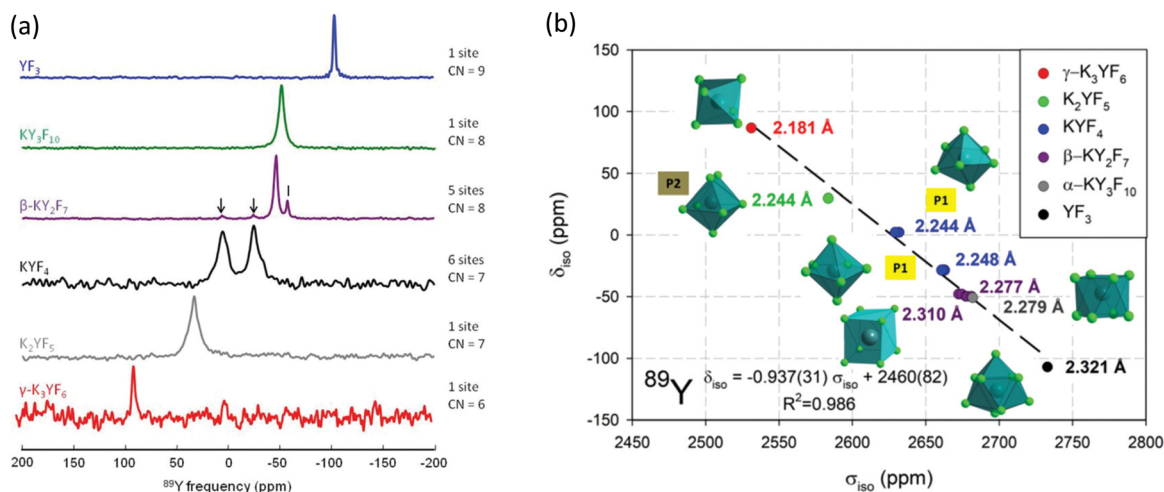 (a)
YF₃
1 site
CN = 9
KY₃F₁₀
1 site
CN = 8
β-KY₂F₇
5 sites
CN = 8
KYF₄
6 sites
CN = 7
K₂YF₅
1 site
CN = 7
γ-K₃YF₆
1 site
CN = 6
200 150 100 50 0 -50 -100 -150 -200
⁸⁹Y frequency (ppm)
(b)
150
100
50
0
-50
-100
-150
δiso (ppm)
2450 2500 2550 2600 2650 2700 2750 2800
σiso (ppm)
γ–K₃YF₆
K₂YF₅
KYF₄
β–KY₂F₇
α–KY₃F₁₀
YF₃
2.181 Å
P2
2.244 Å
P1
2.244 Å
P1
2.248 Å
2.277 Å
2.310 Å
2.279 Å
2.321 Å
⁸⁹Y
δiso = -0.937(31) σiso + 2460(82)
R²=0.986